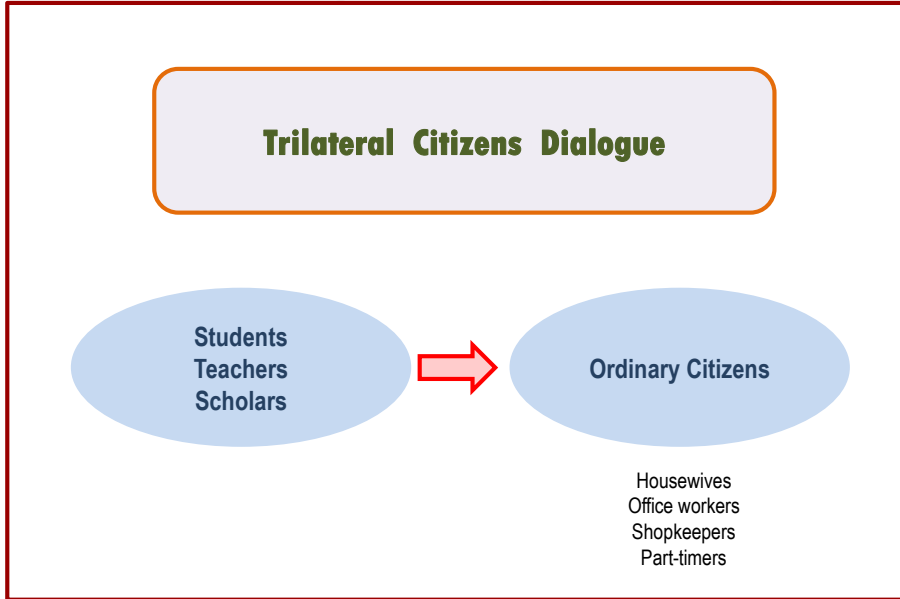 Trilateral Citizens Dialogue
Students
Teachers
Scholars
Ordinary Citizens
Housewives
Office workers
Shopkeepers
Part-timers